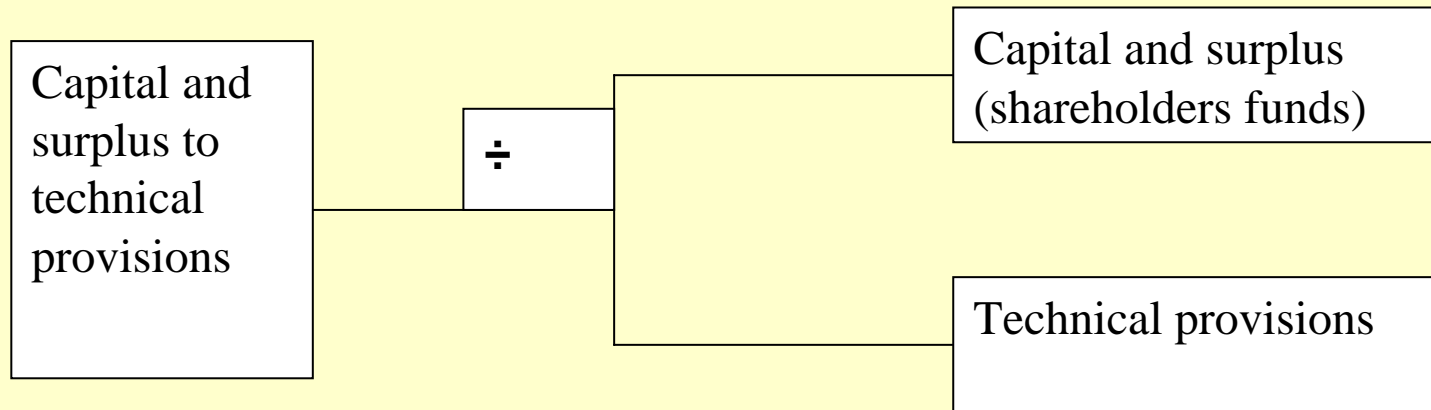 Capital and
surplus to
technical
provisions
÷
Capital and surplus
(shareholders funds)
Technical provisions